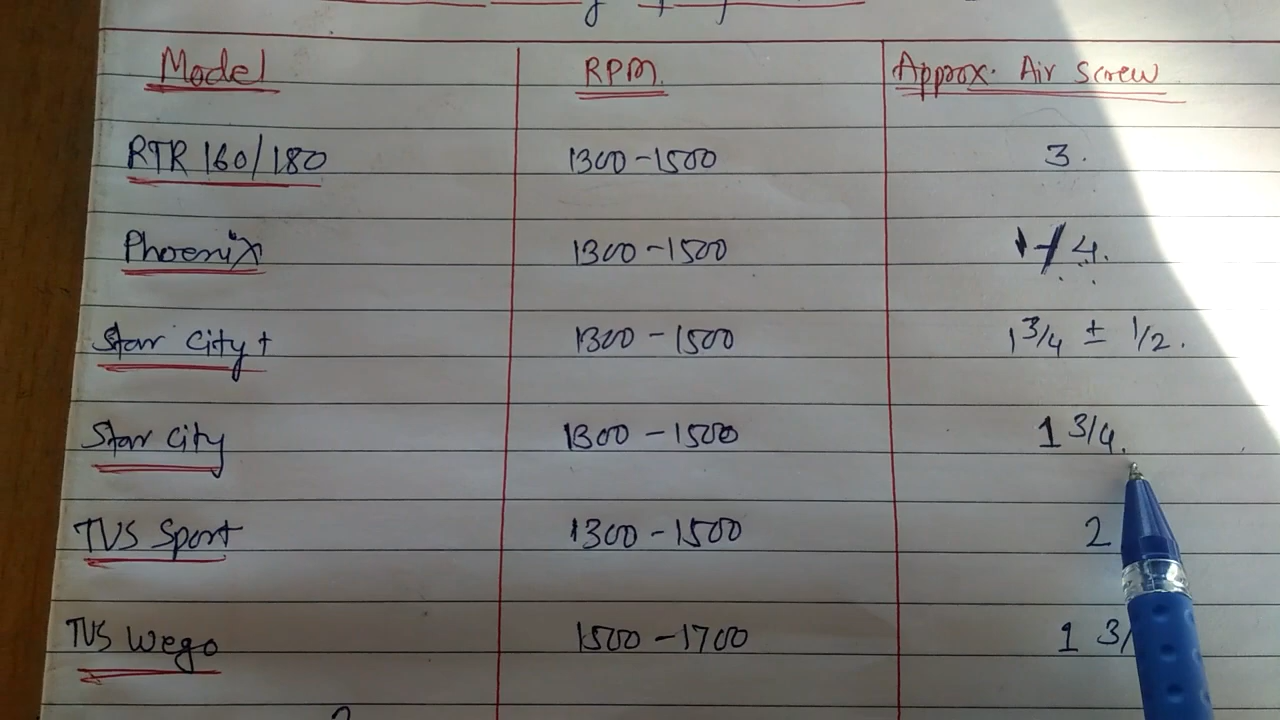 Model RPM. Approx. Air screw
RTR 160/180 1300-1500 3.
Phoenix 1300-1500 4.
Star City+ 1300-1500 1 3/4 ± 1/2.
Star City 1300-1500 1 3/4.
TVS Sport 1300-1500 2
TVS Wego 1500-1700 1 3/